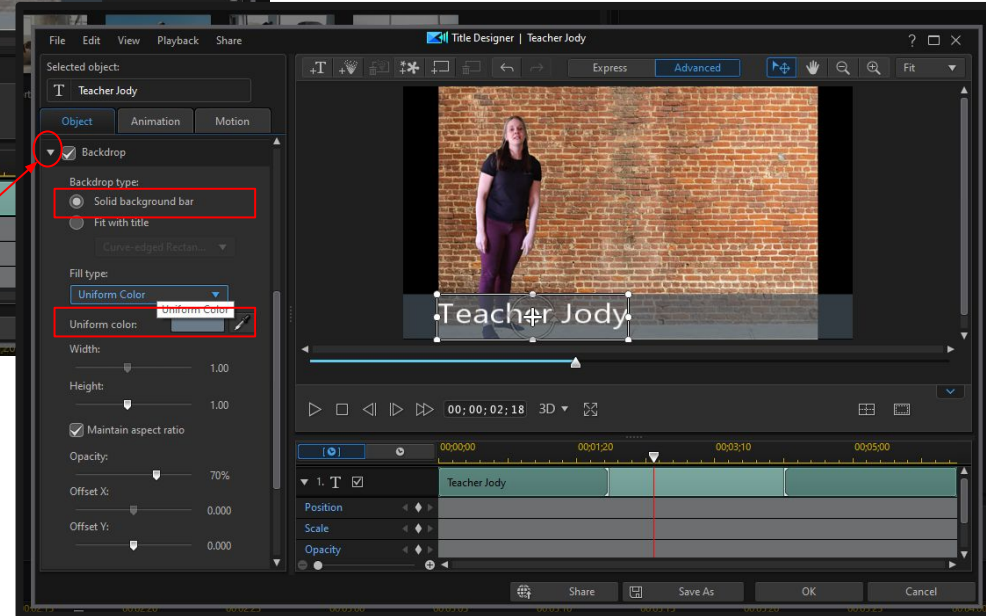 File Edit View Playback Share
Title Designer | Teacher Jody
?
Selected object:
T Teacher Jody
Object Animation Motion
Backdrop
Backdrop type:
Solid background bar
Fit with title
Curve-edged Rectan...
Fill type:
Uniform Color
Uniform Color
Uniform color:
Width:
1.00
Height:
1.00
Maintain aspect ratio
Opacity:
70%
Offset X:
0.000
Offset Y:
0.000
Express Advanced
Fit
Teacher Jody
00;00;02;18 3D
00;00;00 00;01;20 00;03;10 00;05;00
1. T
Teacher Jody
Position
Scale
Opacity
Share Save As OK Cancel